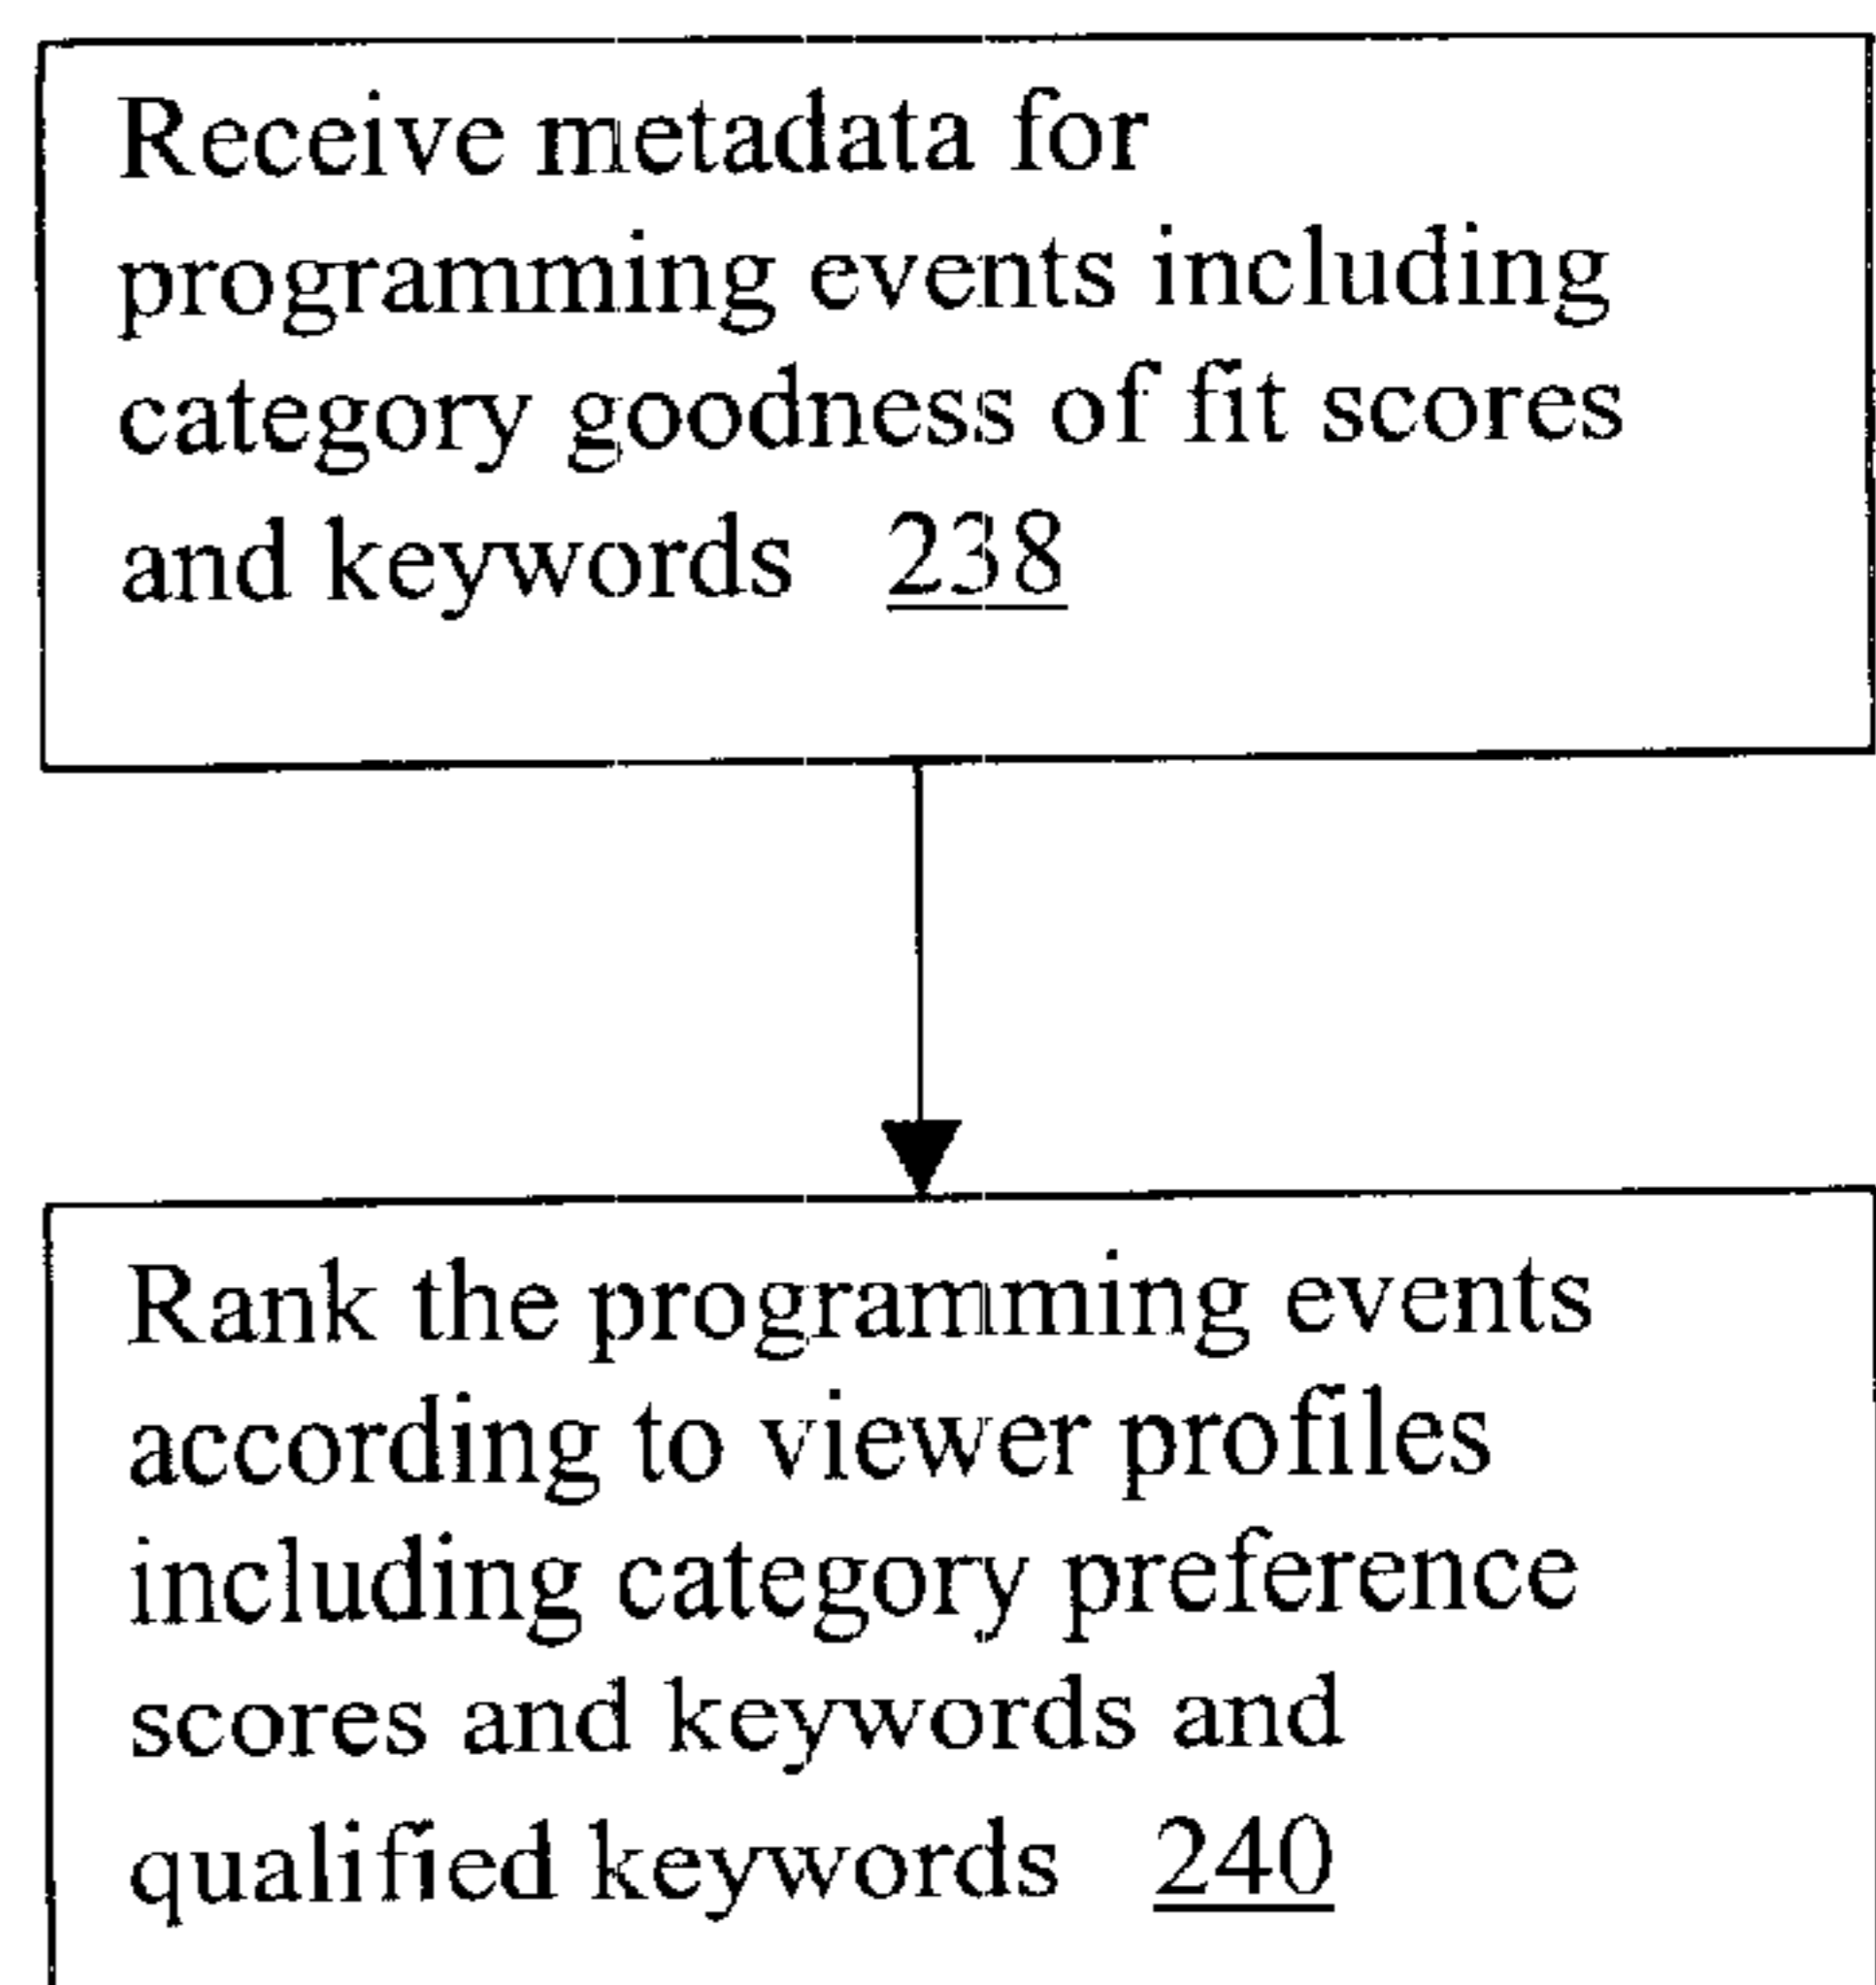 Receive metadata for
programming events including
category goodness of fit scores
and keywords 238
Rank the programming events
according to viewer profiles
including category preference
scores and keywords and
qualified keywords 240